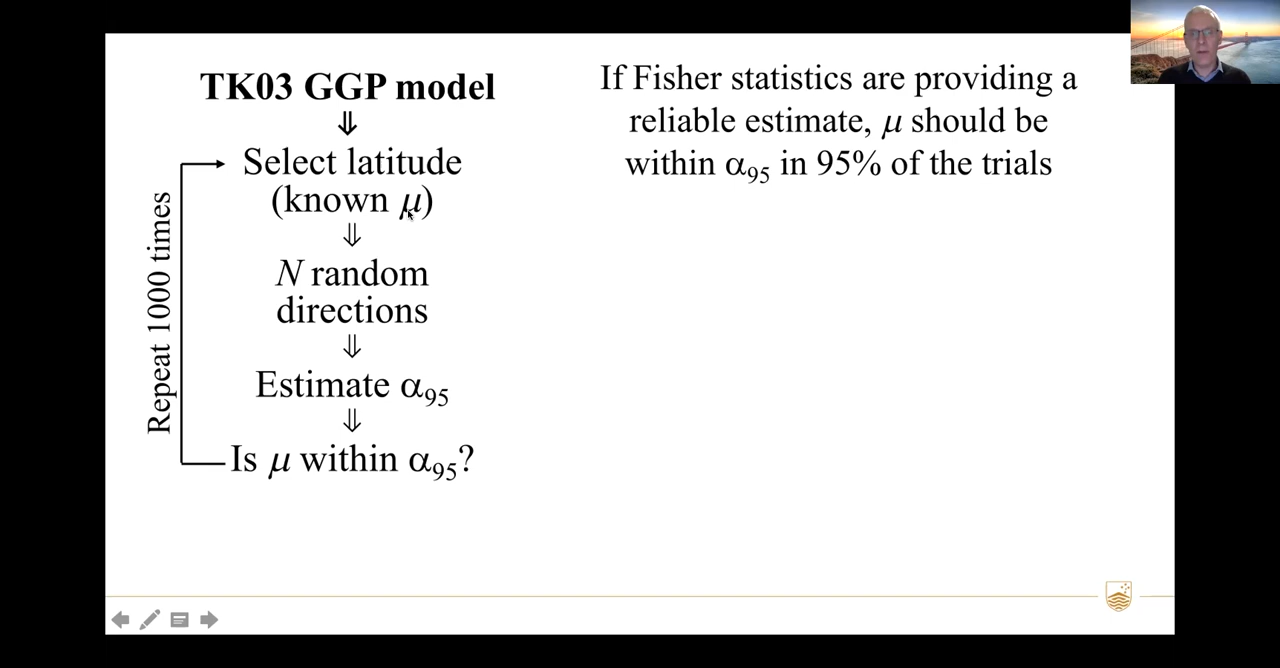 TK03 GGP model
⇓
Select latitude
(known μ)
⇓
N random
directions
⇓
Estimate α95
⇓
Is μ within α95?
Repeat 1000 times
If Fisher statistics are providing a
reliable estimate, μ should be
within α95 in 95% of the trials